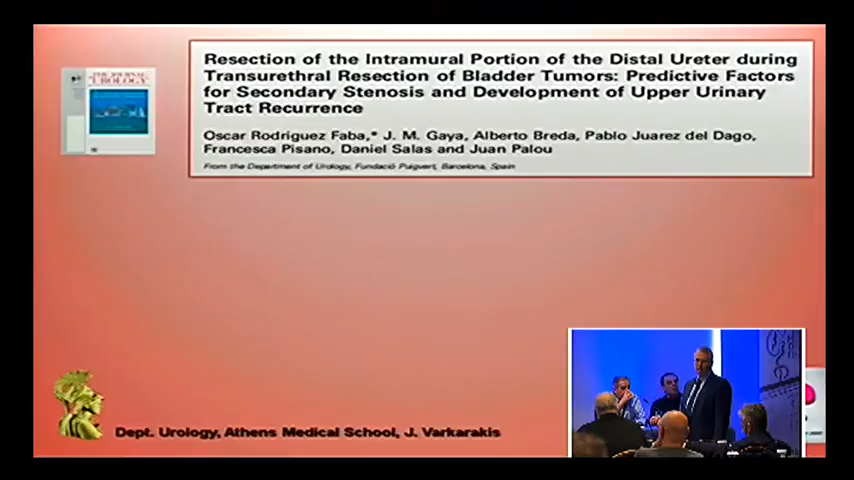 THE JOURNAL
UROLOGY
Resection of the Intramural Portion of the Distal Ureter during
Transurethral Resection of Bladder Tumors: Predictive Factors
for Secondary Stenosis and Development of Upper Urinary
Tract Recurrence
Oscar Rodriguez Faba,* J. M. Gaya, Alberto Breda, Pablo Juarez del Dago,
Francesca Pisano, Daniel Salas and Juan Palou
From the Department of Urology, Fundació Puigvert, Barcelona, Spain
Dept. Urology, Athens Medical School, J. Varkarakis